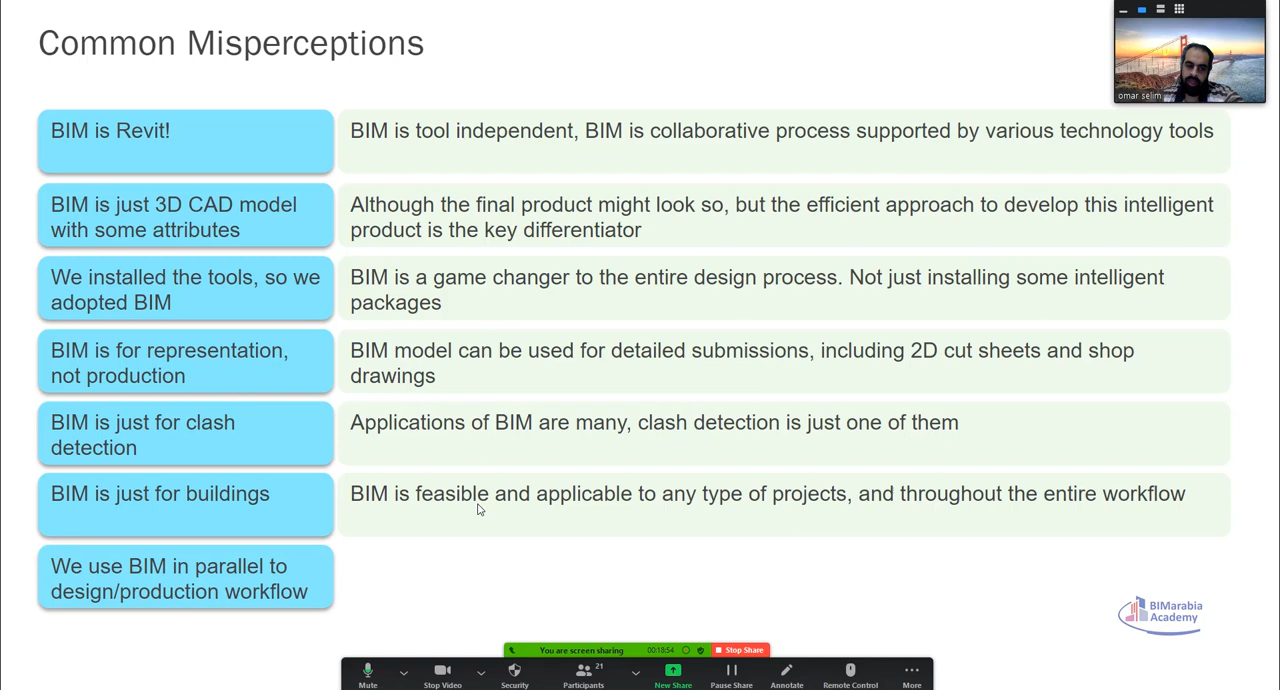 Common Misperceptions
omar selim
BIM is Revit!
BIM is tool independent, BIM is collaborative process supported by various technology tools
BIM is just 3D CAD model
with some attributes
Although the final product might look so, but the efficient approach to develop this intelligent
product is the key differentiator
We installed the tools, so we
adopted BIM
BIM is a game changer to the entire design process. Not just installing some intelligent
packages
BIM is for representation,
not production
BIM model can be used for detailed submissions, including 2D cut sheets and shop
drawings
BIM is just for clash
detection
Applications of BIM are many, clash detection is just one of them
BIM is just for buildings
BIM is feasible and applicable to any type of projects, and throughout the entire workflow
We use BIM in parallel to
design/production workflow
BIMarabia
Academy
You are screen sharing 00:18:54 Stop Share
21
Mute Stop Video Security Participants New Share Pause Share Annotate Remote Control More